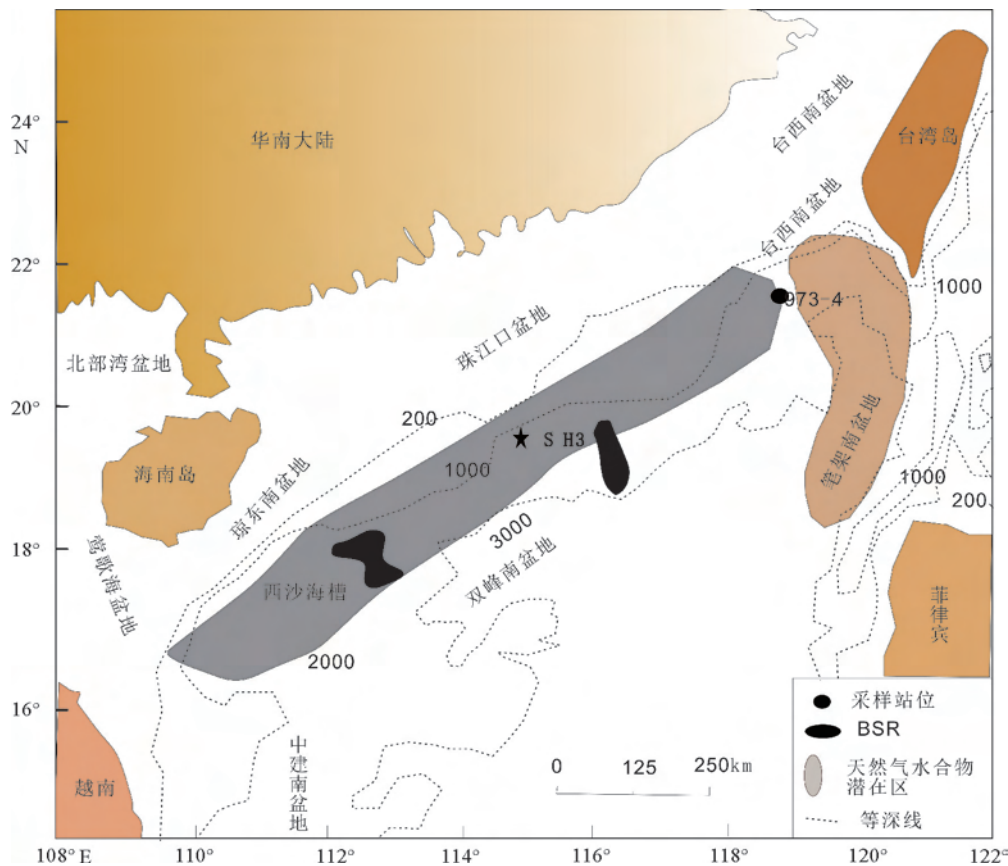 24°
N
22°
20°
18°
16°
108°E
110°
112°
114°
116°
118°
120°
122°
华南大陆
台西南盆地
台湾岛
台西南盆地
1000
973-4
珠江口盆地
北部湾盆地
200
S H3
1000
笔架南盆地
海南岛
琼东南盆地
1000
200
3000
莺歌海盆地
西沙海槽
双峰南盆地
菲律宾
2000
中建南盆地
越南
0 125 250km
采样站位
BSR
天然气水合物
潜在区
等深线